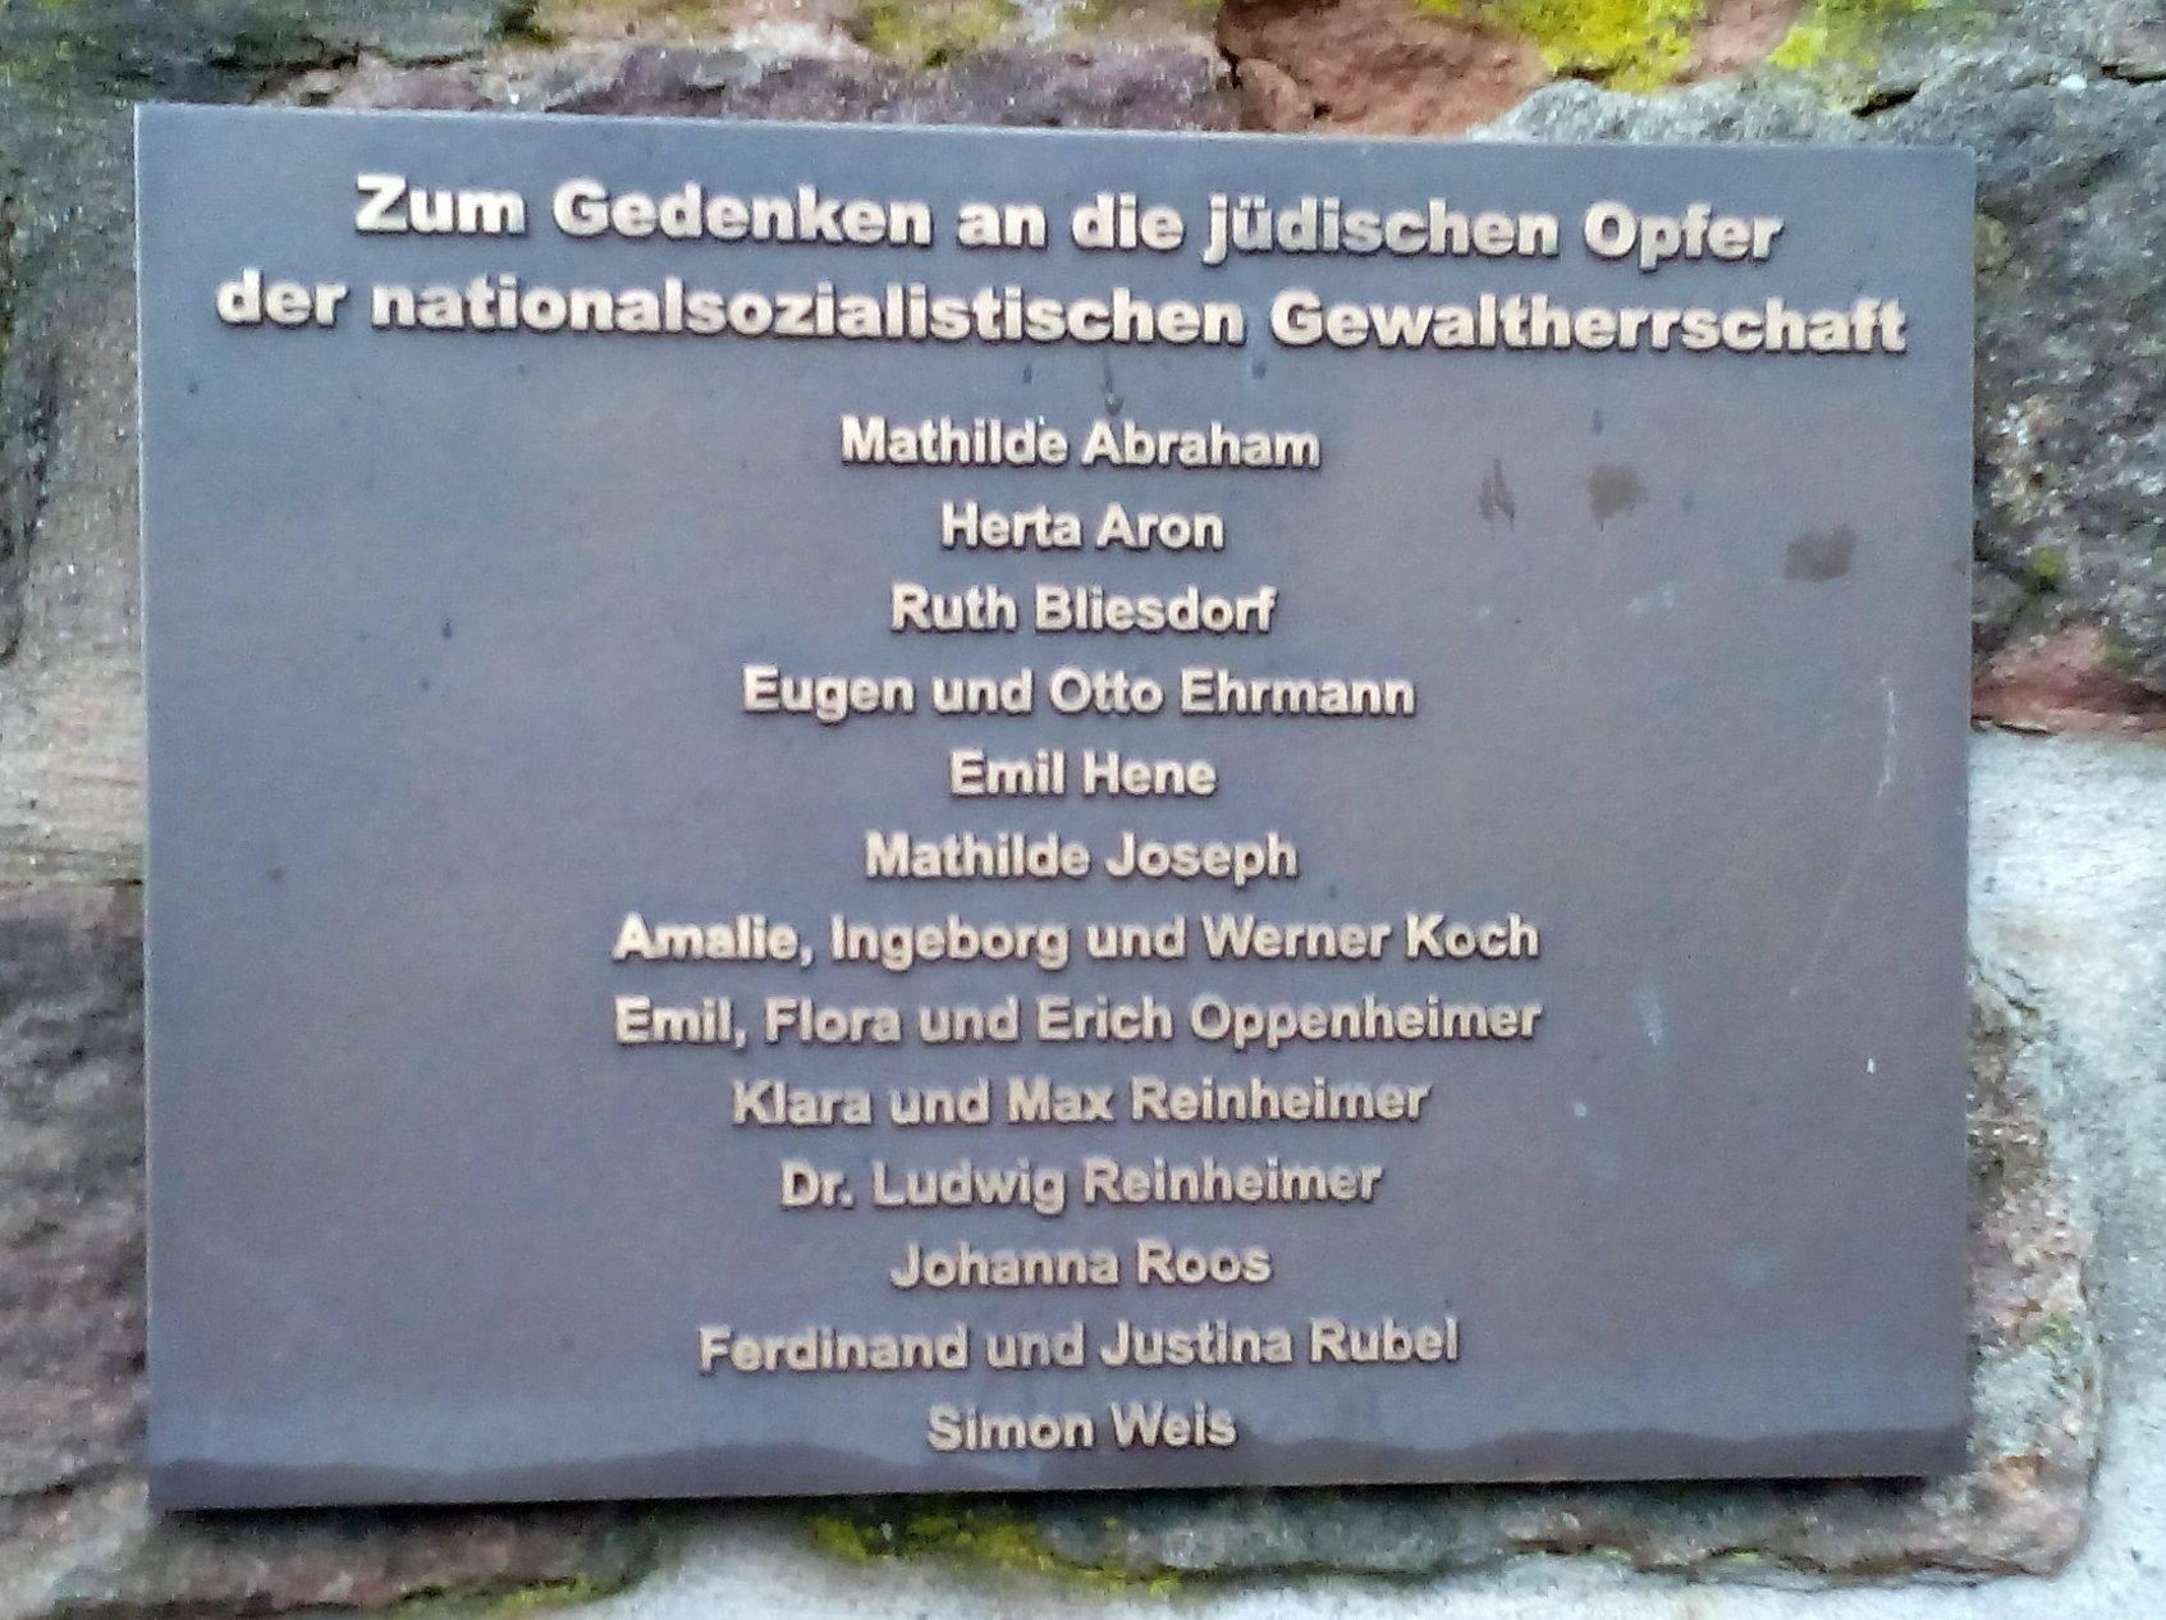 Zum Gedenken an die jüdischen Opfer
der nationalsozialistischen Gewaltherrschaft
Mathilde Abraham
Herta Aron
Ruth Bliesdorf
Eugen und Otto Ehrmann
Emil Hene
Mathilde Joseph
Amalie, Ingeborg und Werner Koch
Emil, Flora und Erich Oppenheimer
Klara und Max Reinheimer
Dr. Ludwig Reinheimer
Johanna Roos
Ferdinand und Justina Rubel
Simon Weis